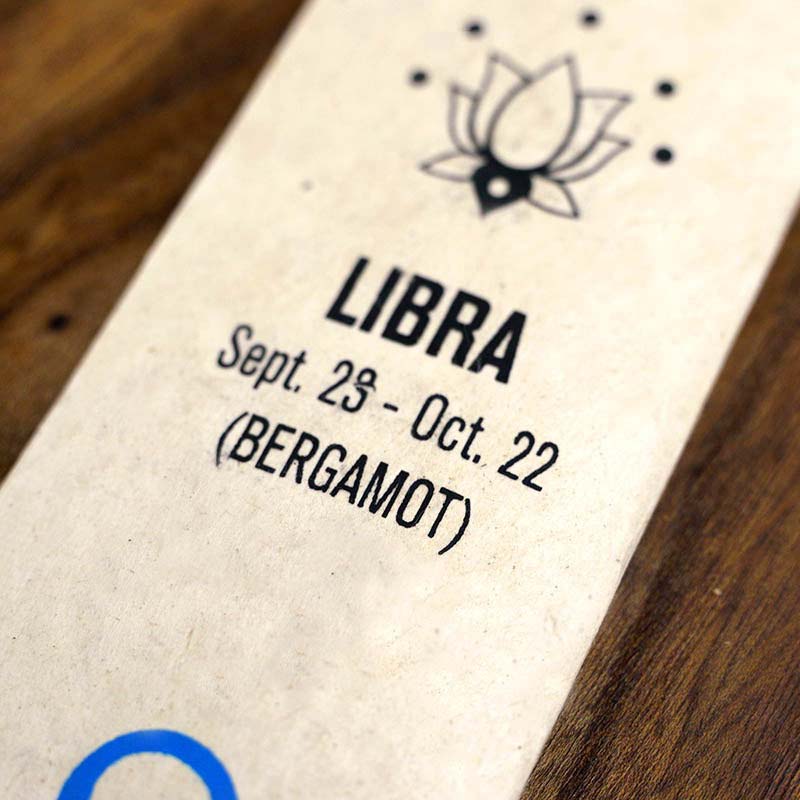 LIBRA
Sept. 23 - Oct. 22
(BERGAMOT)